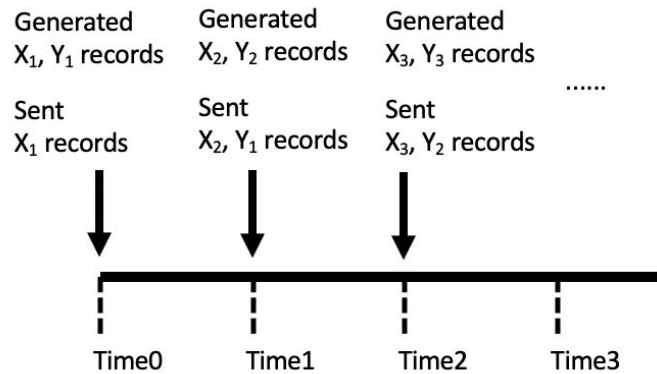 Generated
X₁, Y₁ records
Sent
X₁ records
Generated
X₂, Y₂ records
Sent
X₂, Y₁ records
Generated
X₃, Y₃ records
Sent
X₃, Y₂ records
......
Time0
Time1
Time2
Time3